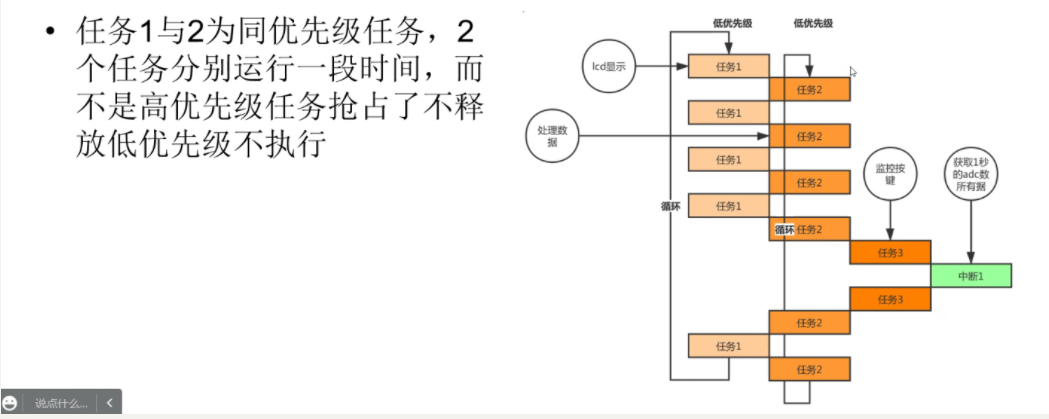 • 任务1与2为同优先级任务，2
个任务分别运行一段时间，而
不是高优先级任务抢占了不释
放低优先级不执行
低优先级
低优先级
lcd显示
任务1
任务2
任务1
处理数
据
任务2
任务1
任务2
监控按
键
获取1秒
的adc数
所有据
循环
任务1
循环
任务2
任务3
中断1
任务3
任务2
任务1
任务2
说点什么...